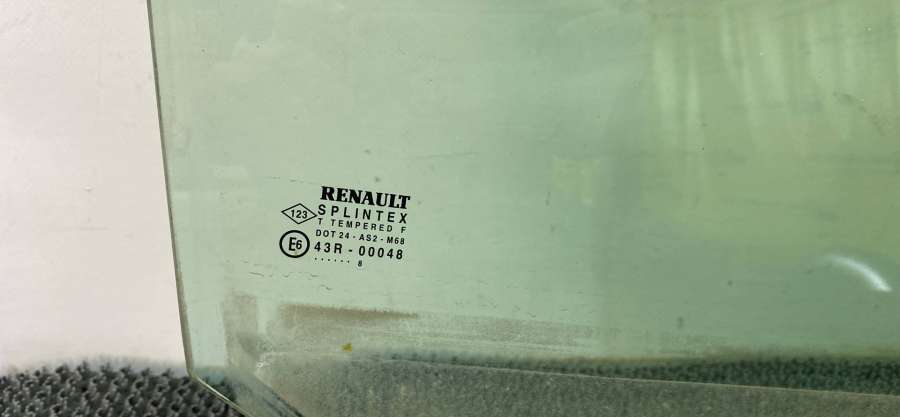 RENAULT
123 SPLINTEX
T TEMPERED F
DOT 24 - AS2 - M68
E6 43R - 00048
...... 8